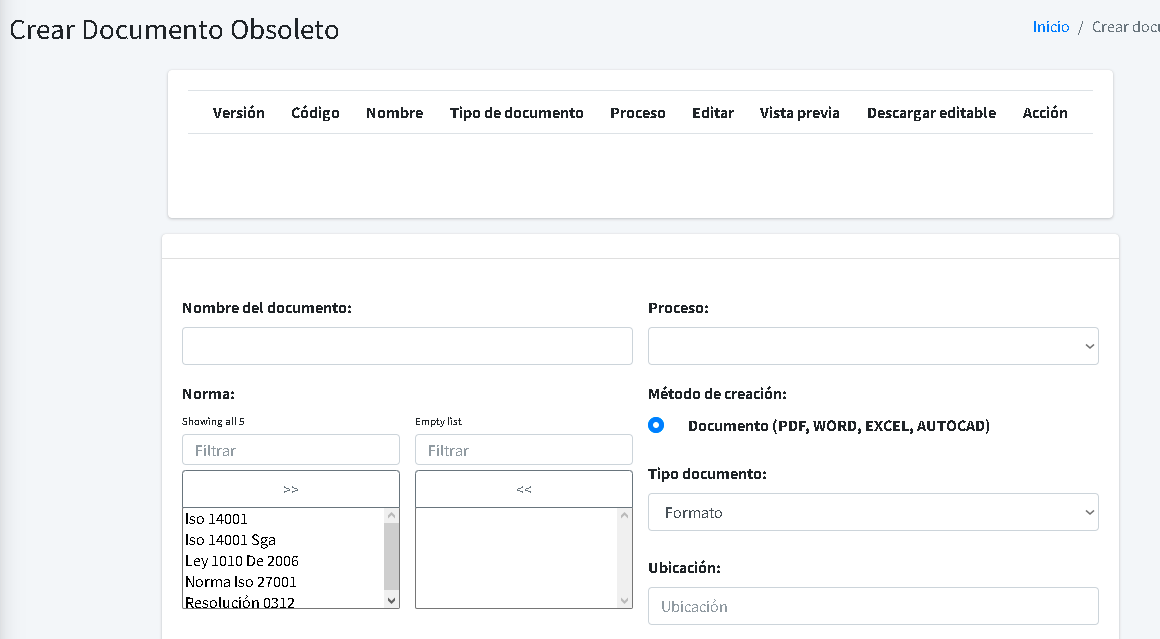 Crear Documento Obsoleto
Inicio / Crear docu
Versión Código Nombre Tipo de documento Proceso Editar Vista previa Descargar editable Acción
Nombre del documento:
Proceso:
Norma:
Método de creación:
Showing all 5
Empty list
Documento (PDF, WORD, EXCEL, AUTOCAD)
Filtrar
Filtrar
Tipo documento:
>>
<<
Formato
Iso 14001
Iso 14001 Sga
Ley 1010 De 2006
Norma Iso 27001
Resolución 0312
Ubicación:
Ubicación